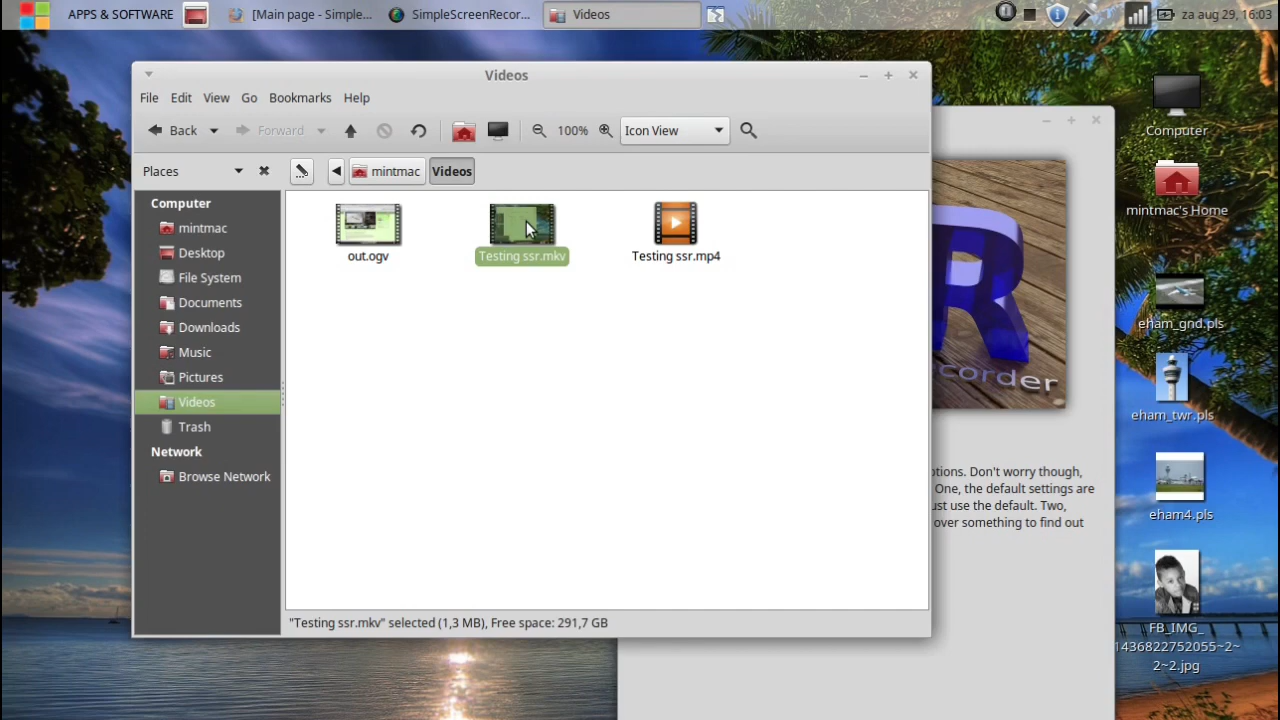 APPS & SOFTWARE
[Main page - Simple...
SimpleScreenRecor...
Videos
za aug 29, 16:03
Videos
File Edit View Go Bookmarks Help
Back
Forward
100%
Icon View
Places
mintmac
Videos
Computer
mintmac
Desktop
File System
Documents
Downloads
Music
Pictures
Videos
Trash
Network
Browse Network
out.ogv
Testing ssr.mkv
Testing ssr.mp4
"Testing ssr.mkv" selected (1,3 MB), Free space: 291,7 GB
R
corder
ptions. Don't worry though,
One, the default settings are
ust use the default. Two,
over something to find out
Computer
mintmac's Home
eham_gnd.pls
eham_twr.pls
eham4.pls
FB_IMG_
1436822752055~2~
2~2.jpg